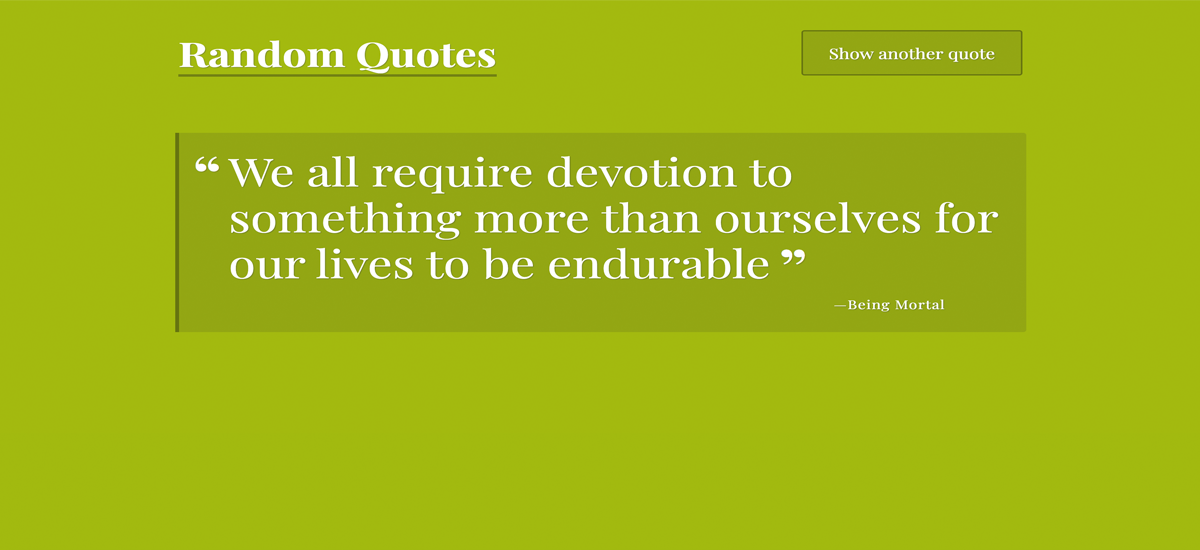 Random Quotes
Show another quote
“ We all require devotion to
something more than ourselves for
our lives to be endurable ”
—Being Mortal